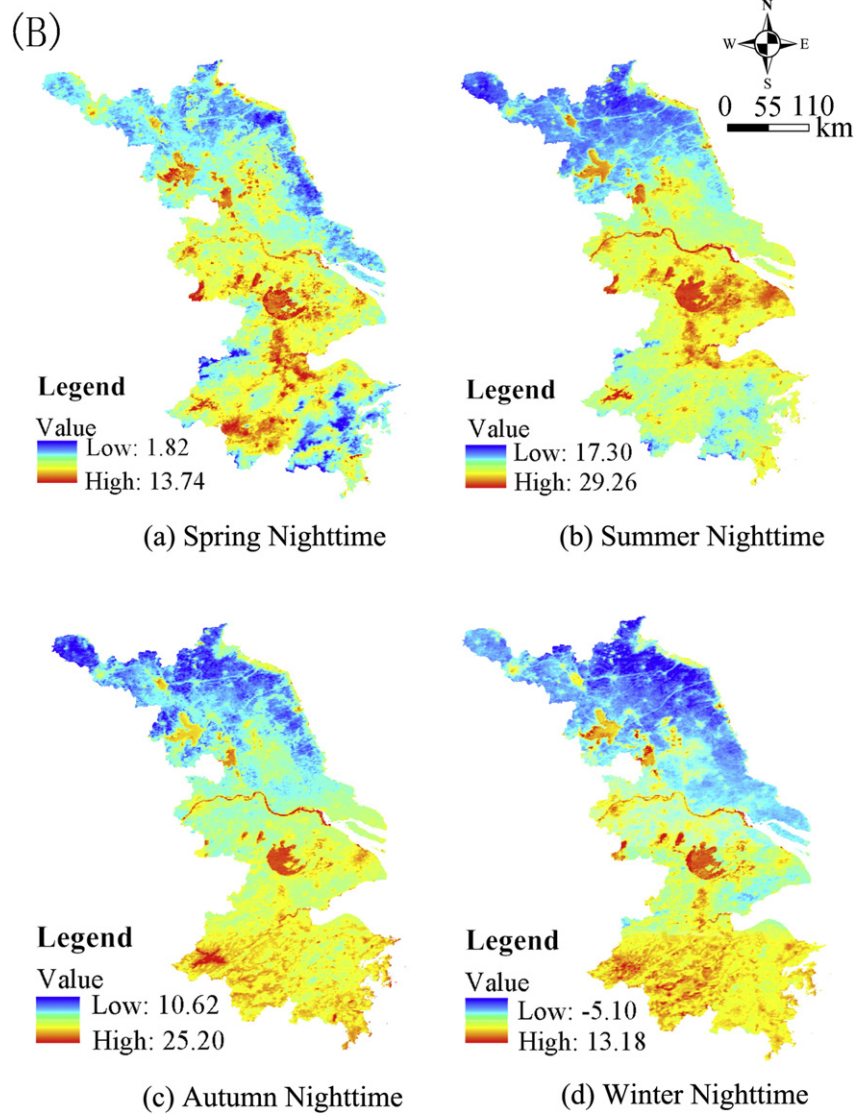 (B)
N
W E
S
0 55 110
km
Legend
Value
Low: 1.82
High: 13.74
(a) Spring Nighttime
Legend
Value
Low: 17.30
High: 29.26
(b) Summer Nighttime
Legend
Value
Low: 10.62
High: 25.20
(c) Autumn Nighttime
Legend
Value
Low: -5.10
High: 13.18
(d) Winter Nighttime